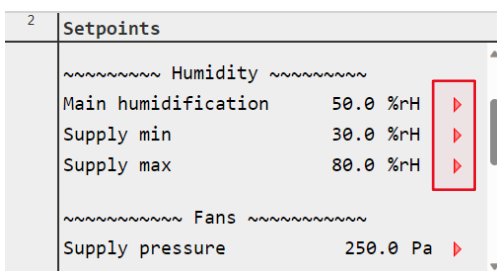 2
Setpoints
~~~~~~~~~ Humidity ~~~~~~~~~
Main humidification 50.0 %rH
Supply min 30.0 %rH
Supply max 80.0 %rH
~~~~~~~~~~~ Fans ~~~~~~~~~~~
Supply pressure 250.0 Pa